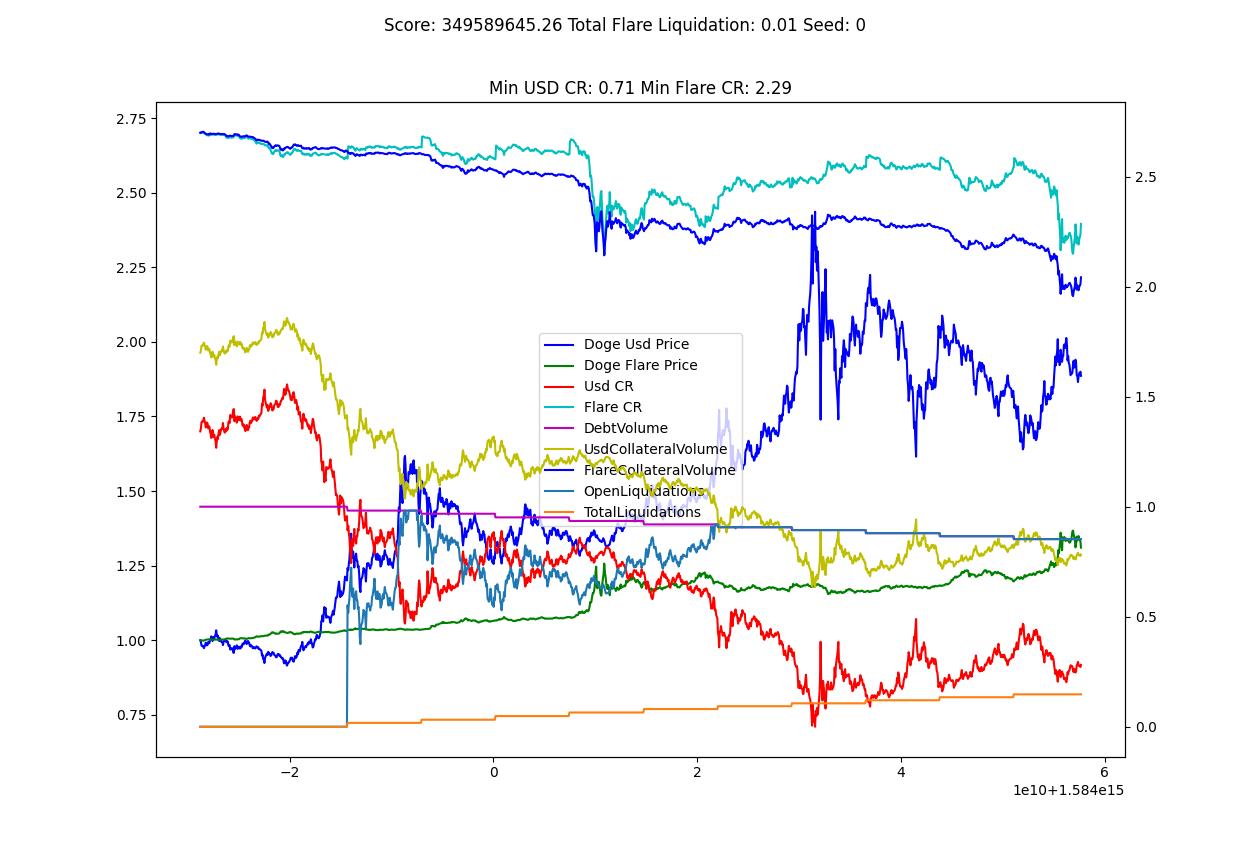 Score: 349589645.26 Total Flare Liquidation: 0.01 Seed: 0
Min USD CR: 0.71 Min Flare CR: 2.29
2.75
2.50
2.25
2.00
1.75
1.50
1.25
1.00
0.75
2.5
2.0
1.5
1.0
0.5
0.0
Doge Usd Price
Doge Flare Price
Usd CR
Flare CR
DebtVolume
UsdCollateralVolume
FlareCollateralVolume
OpenLiquidations
TotalLiquidations
−2 0 2 4 6
1e10+1.584e15